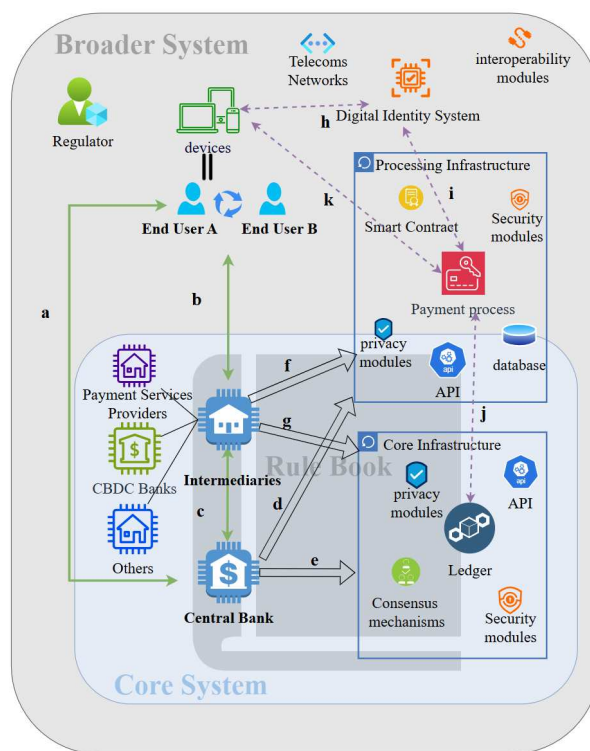 Broader System
Telecoms
Networks
interoperability
modules
Regulator
devices
h
Digital Identity System
Processing Infrastructure
k
i
End User A
End User B
Smart Contract
Security
modules
a
b
Payment process
privacy
modules
api
API
database
f
Payment Services
Providers
g
j
Core Infrastructure
Rule Book
CBDC Banks
Intermediaries
d
privacy
modules
api
API
c
Others
e
Ledger
Consensus
mechanisms
Security
modules
$
$
Central Bank
Core System